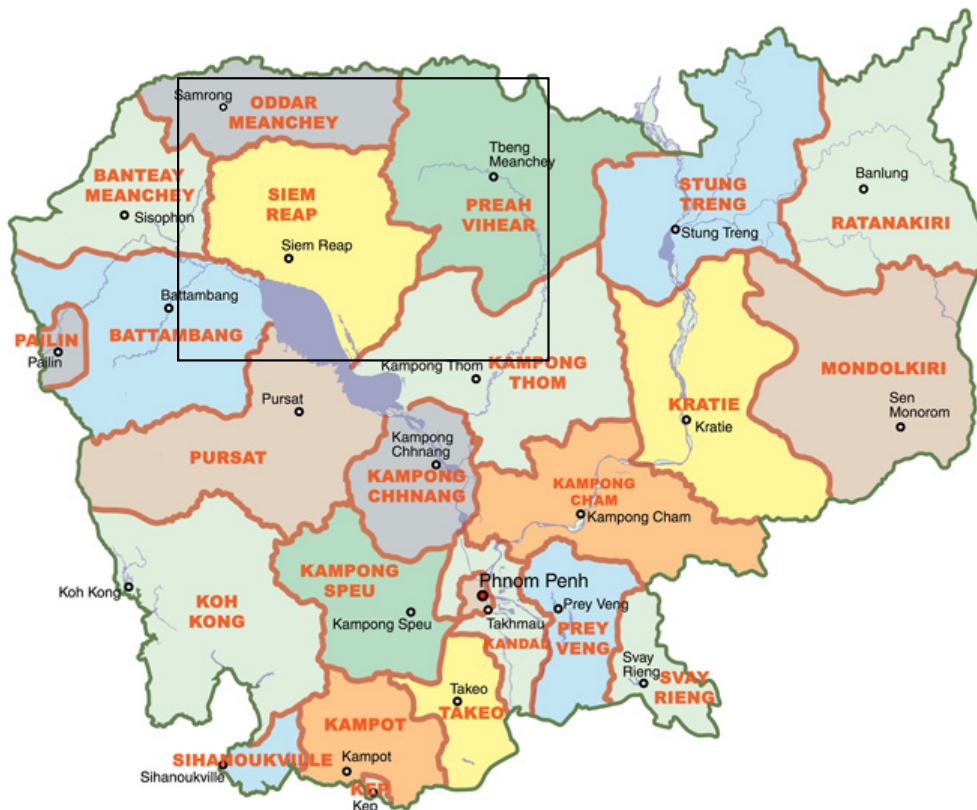 Samrong
ODDAR
MEANCHEY
Tbeng
Meanchey
BANTEAY
MEANCHEY
Sisophon
SIEM
REAP
Siem Reap
PREAH
VIHEAR
STUNG
TRENG
Stung Treng
Banlung
RATANAKIRI
Battambang
BATTAMBANG
PAILIN
Pailin
Kampong Thom
KAMPONG
THOM
MONDOLKIRI
Sen
Monorom
KRATIE
Kratie
Pursat
PURSAT
Kampong
Chhnang
KAMPONG
CHHNANG
KAMPONG
CHAM
Kampong Cham
Koh Kong
KOH
KONG
KAMPONG
SPEU
Kampong Speu
Phnom Penh
Takhmau
KANDAL
Prey Veng
PREY
VENG
Svay
Rieng
SVAY
RIENG
Takeo
TAKEO
KAMPOT
Kampot
SIHANOUKVILLE
Sihanoukville
KEP
Kep